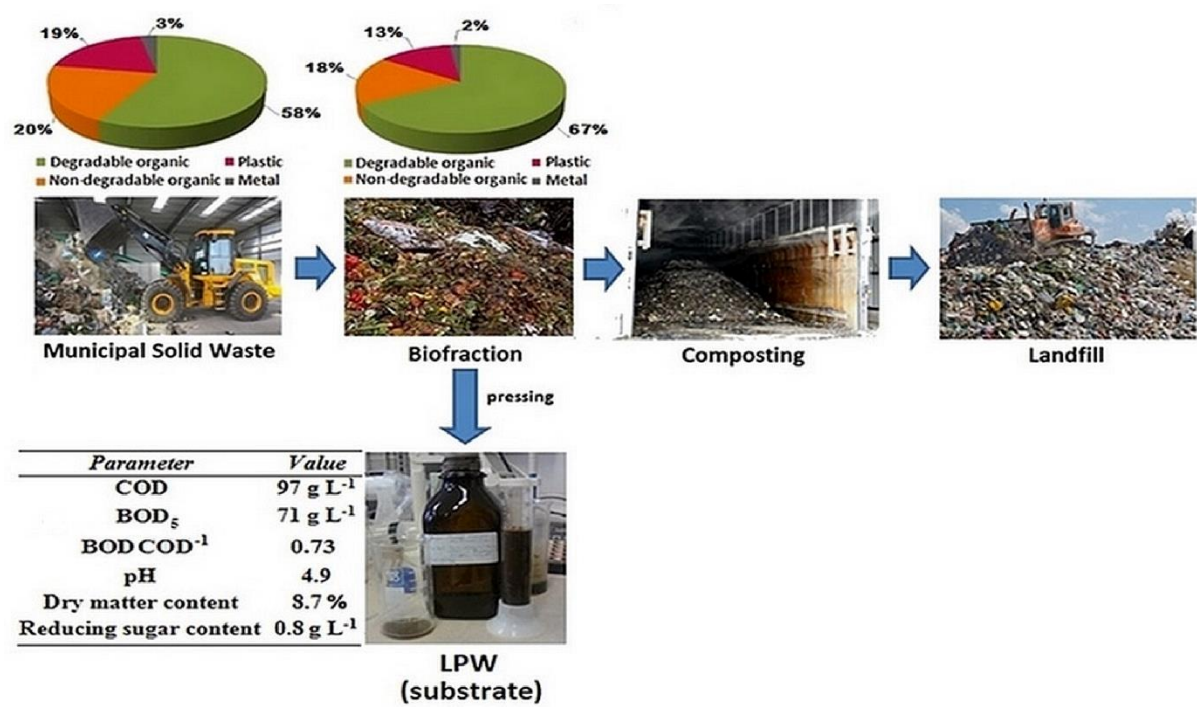 3%
19%
20%
58%
2%
13%
18%
67%
Degradable organic Plastic
Non-degradable organic Metal
Degradable organic Plastic
Non-degradable organic Metal
Municipal Solid Waste
Biofraction
Composting
Landfill
pressing
Parameter Value
COD 97 g L⁻¹
BOD₅ 71 g L⁻¹
BOD COD⁻¹ 0.73
pH 4.9
Dry matter content 8.7 %
Reducing sugar content 0.8 g L⁻¹
LPW
(substrate)